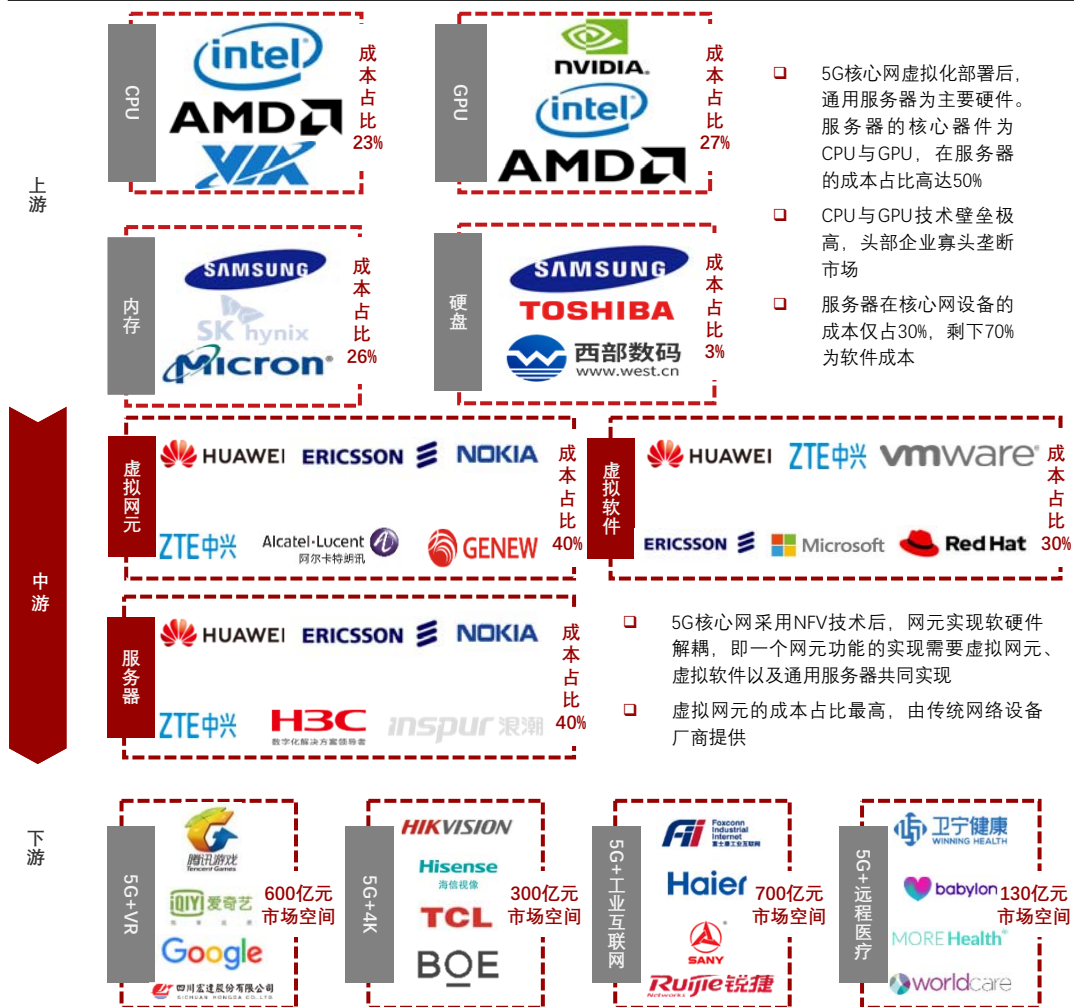 上游
CPU
intel
AMD
VIA
成本占比
23%
GPU
NVIDIA.
intel
AMD
成本占比
27%
5G核心网虚拟化部署后,
通用服务器为主要硬件。
服务器的核心器件为
CPU与GPU, 在服务器
的成本占比高达50%
CPU与GPU技术壁垒极
高, 头部企业寡头垄断
市场
服务器在核心网设备的
成本仅占30%, 剩下70%
为软件成本
内存
SAMSUNG
SK hynix
Micron
成本占比
26%
硬盘
SAMSUNG
TOSHIBA
西部数码
www.west.cn
成本占比
3%
中游
虚拟网元
HUAWEI ERICSSON NOKIA
ZTE中兴 Alcatel·Lucent GENEW
阿尔卡特朗讯
成本占比
40%
虚拟软件
HUAWEI ZTE中兴 vmware
ERICSSON Microsoft Red Hat
成本占比
30%
服务器
HUAWEI ERICSSON NOKIA
ZTE中兴 H3C inspur 浪潮
数字化解决方案领导者
成本占比
40%
5G核心网采用NFV技术后, 网元实现软硬件
解耦, 即一个网元功能的实现需要虚拟网元、
虚拟软件以及通用服务器共同实现
虚拟网元的成本占比最高, 由传统网络设备
厂商提供
下游
5G+VR
腾讯游戏
Tencent Games
iQIY 爱奇艺
Google
四川宏达股份有限公司
SICHUAN HONGDA CO.,LTD
600亿元
市场空间
5G+4K
HIKVISION
Hisense
海信视像
TCL
BOE
300亿元
市场空间
5G+工业互联网
Foxconn
Industrial
Internet
富士康工业互联网
Haier
SANY
Ruijie锐捷
Networks
700亿元
市场空间
5G+远程医疗
卫宁健康
WINNING HEALTH
babylon
MORE Health
worldcare
130亿元
市场空间